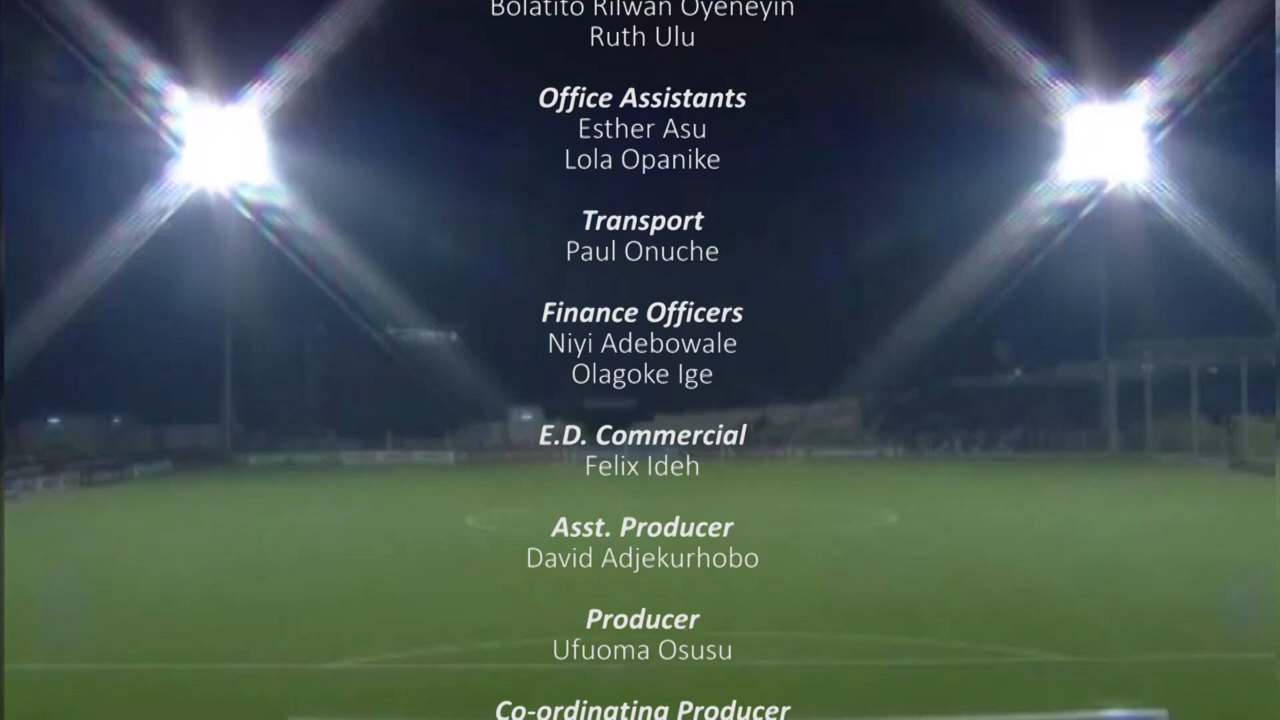 Bolatito Rilwan Oyeneyin
Ruth Ulu
Office Assistants
Esther Asu
Lola Opanike
Transport
Paul Onuche
Finance Officers
Niyi Adebowale
Olagoke Ige
E.D. Commercial
Felix Ideh
Asst. Producer
David Adjekurhobo
Producer
Ufuoma Osusu
Co-ordinating Producer